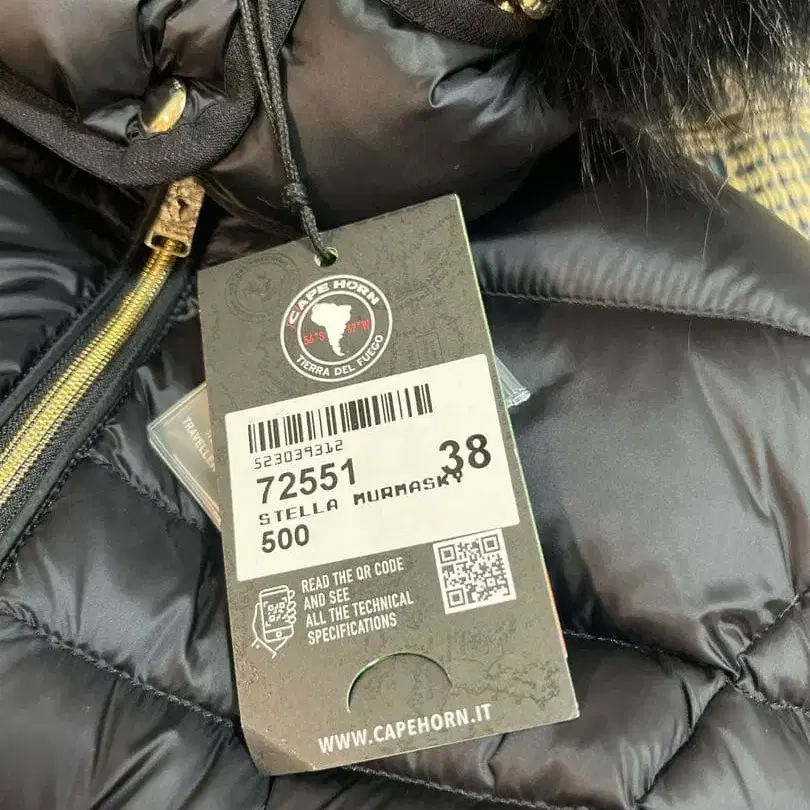 CAPE HORN
56°S 67°W
TIERRA DEL FUEGO
TRAVELLE
523039312
72551 38
STELLA MURMASKY
500
READ THE QR CODE
AND SEE
ALL THE TECHNICAL
SPECIFICATIONS
WWW.CAPEHORN.IT